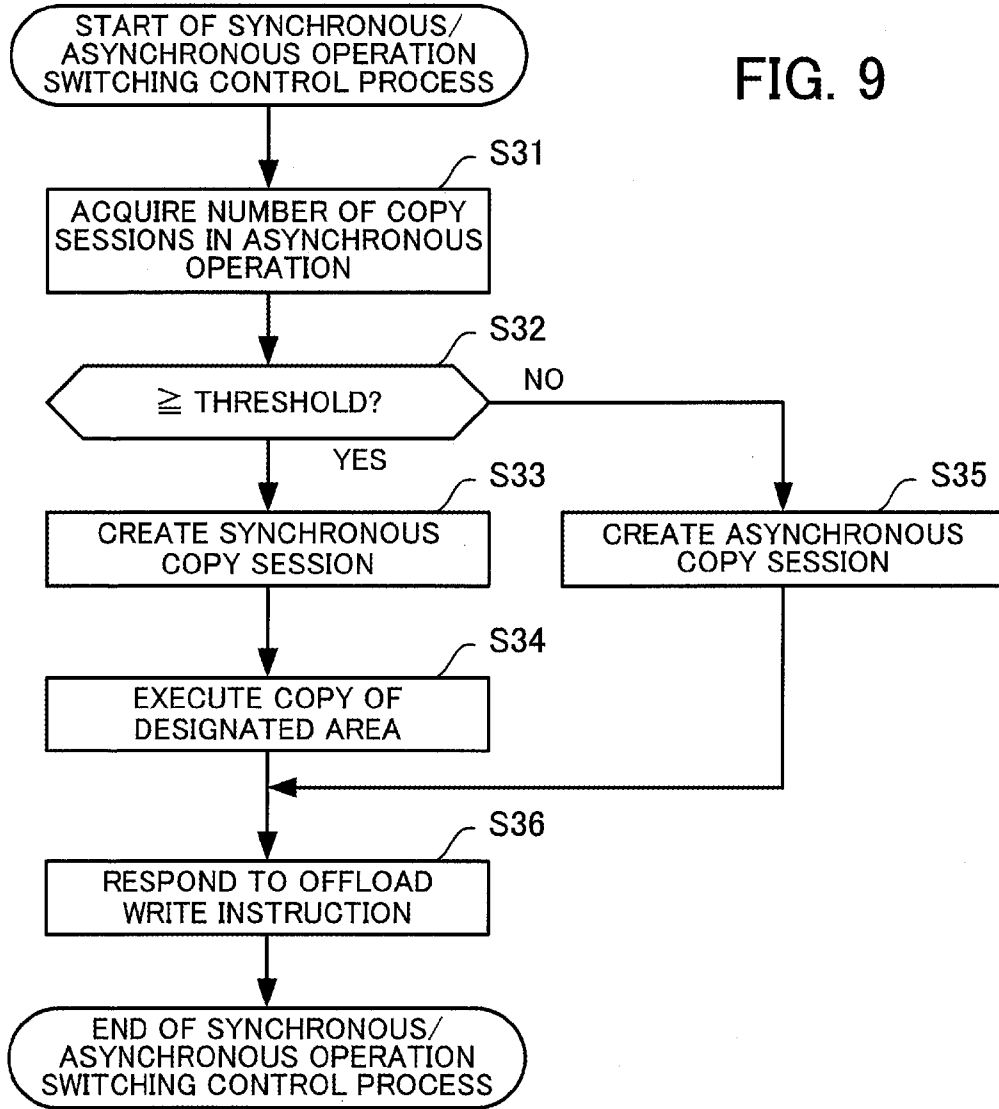 START OF SYNCHRONOUS/
ASYNCHRONOUS OPERATION
SWITCHING CONTROL PROCESS
FIG. 9
S31
ACQUIRE NUMBER OF COPY
SESSIONS IN ASYNCHRONOUS
OPERATION
S32
≧ THRESHOLD?
NO
YES
S33
CREATE SYNCHRONOUS
COPY SESSION
S35
CREATE ASYNCHRONOUS
COPY SESSION
S34
EXECUTE COPY OF
DESIGNATED AREA
S36
RESPOND TO OFFLOAD
WRITE INSTRUCTION
END OF SYNCHRONOUS/
ASYNCHRONOUS OPERATION
SWITCHING CONTROL PROCESS